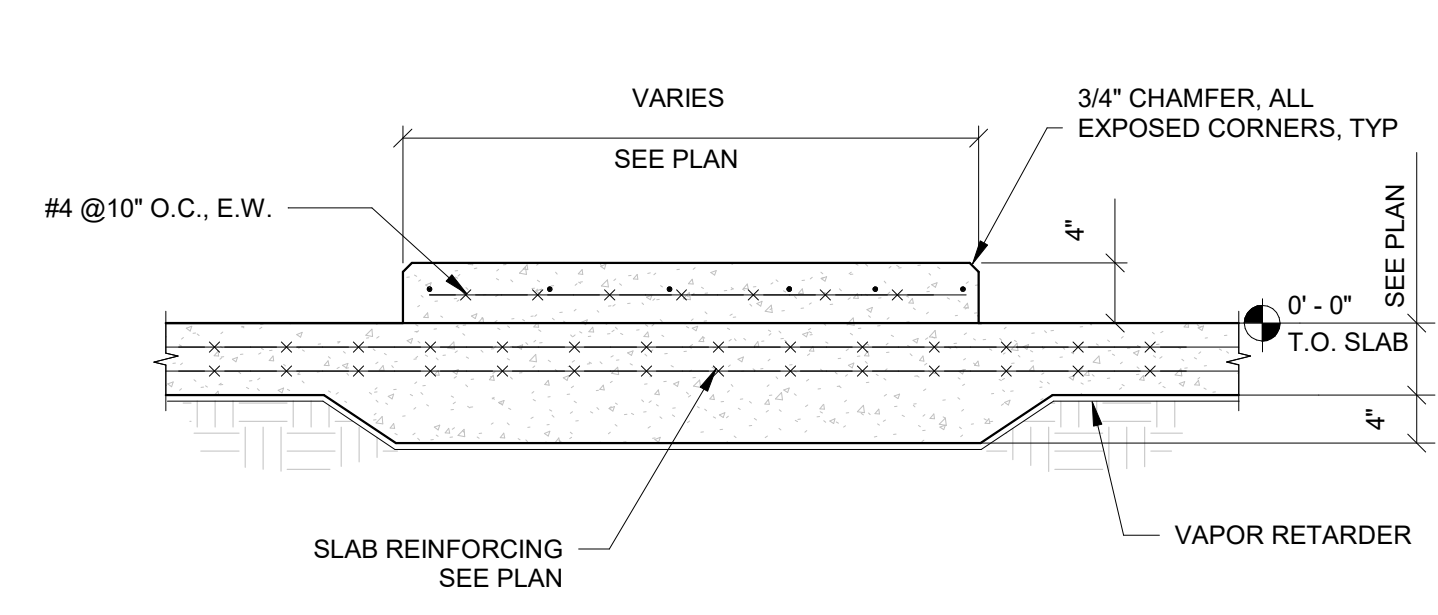 VARIES
SEE PLAN
3/4" CHAMFER, ALL
EXPOSED CORNERS, TYP
#4 @10" O.C., E.W.
4"
SEE PLAN
0' - 0"
T.O. SLAB
4"
SLAB REINFORCING
SEE PLAN
VAPOR RETARDER